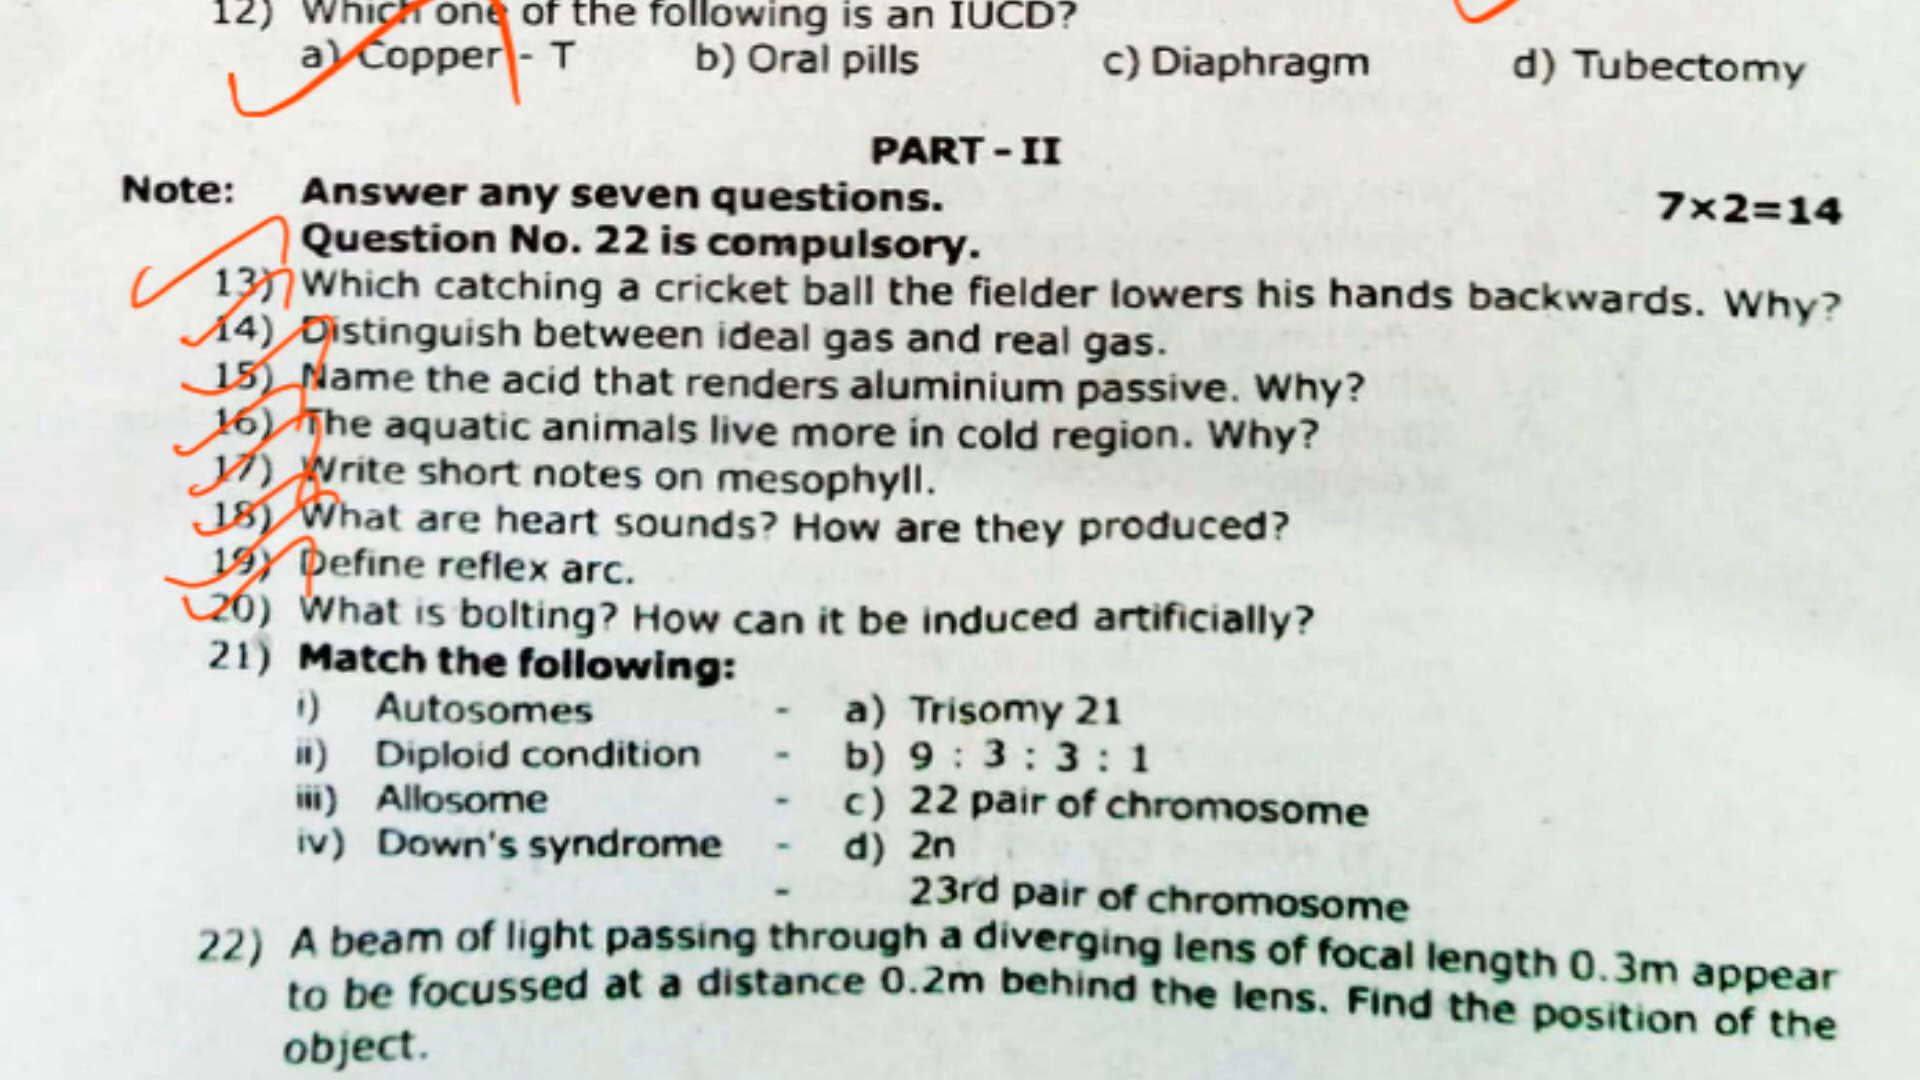 12) Which one of the following is an IUCD?
a) Copper - T b) Oral pills c) Diaphragm d) Tubectomy
PART - II
Note: Answer any seven questions. 7×2=14
Question No. 22 is compulsory.
13) Which catching a cricket ball the fielder lowers his hands backwards. Why?
14) Distinguish between ideal gas and real gas.
15) Name the acid that renders aluminium passive. Why?
16) The aquatic animals live more in cold region. Why?
17) Write short notes on mesophyll.
18) What are heart sounds? How are they produced?
19) Define reflex arc.
20) What is bolting? How can it be induced artificially?
21) Match the following:
i) Autosomes - a) Trisomy 21
ii) Diploid condition - b) 9 : 3 : 3 : 1
iii) Allosome - c) 22 pair of chromosome
iv) Down's syndrome - d) 2n
- 23rd pair of chromosome
22) A beam of light passing through a diverging lens of focal length 0.3m appear
to be focussed at a distance 0.2m behind the lens. Find the position of the
object.